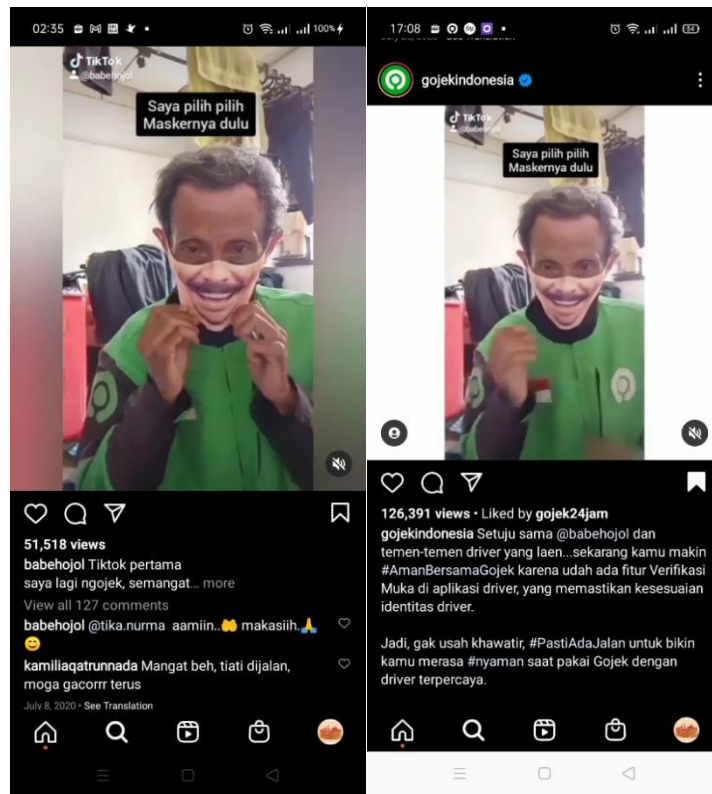 02:35
100%
TikTok
@babehojol
Saya pilih pilih
Maskernya dulu
51,518 views
babehojol Tiktok pertama
saya lagi ngojek, semangat... more
View all 127 comments
babehojol @tika.nurma aamiin..🤲 makasiih.🙏
😊
kamiliaqatrunnada Mangat beh, tiati dijalan,
moga gacorrr terus
July 8, 2020 • See Translation
17:08
54
gojekindonesia
TikTok
@babehojol
Saya pilih pilih
Maskernya dulu
126,391 views • Liked by gojek24jam
gojekindonesia Setuju sama @babehojol dan
temen-temen driver yang laen...sekarang kamu makin
#AmanBersamaGojek karena udah ada fitur Verifikasi
Muka di aplikasi driver, yang memastikan kesesuaian
identitas driver.
Jadi, gak usah khawatir, #PastiAdaJalan untuk bikin
kamu merasa #nyaman saat pakai Gojek dengan
driver terpercaya.